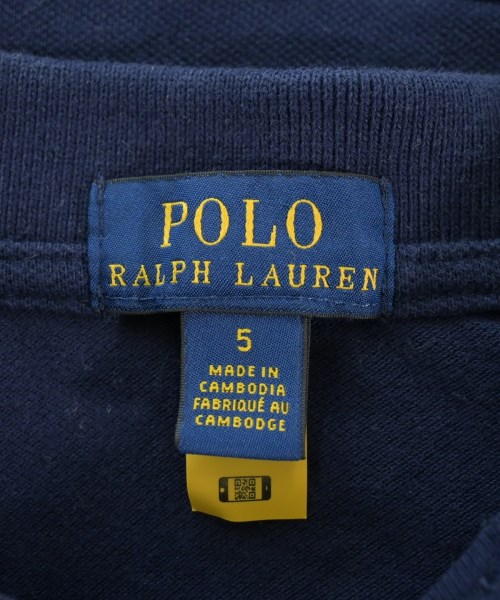 POLO
RALPH LAUREN
5
MADE IN
CAMBODIA
FABRIQUÉ AU
CAMBODGE